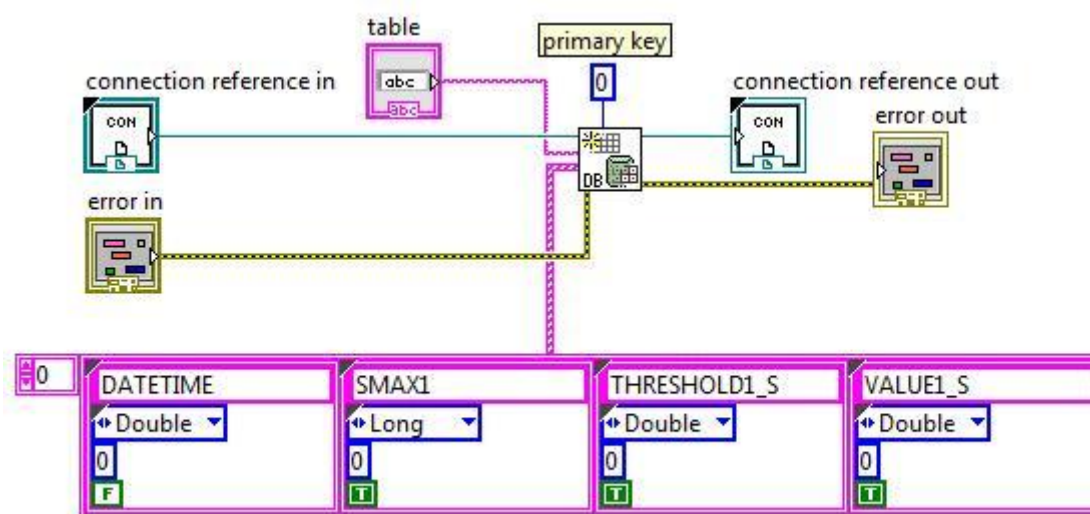 table
primary key
connection reference in
abc
0
connection reference out
CON
abc
CON
error out
DB
error in
0
DATETIME
SMAX1
THRESHOLD1_S
VALUE1_S
Double
Long
Double
Double
0
0
0
0
F
T
T
T